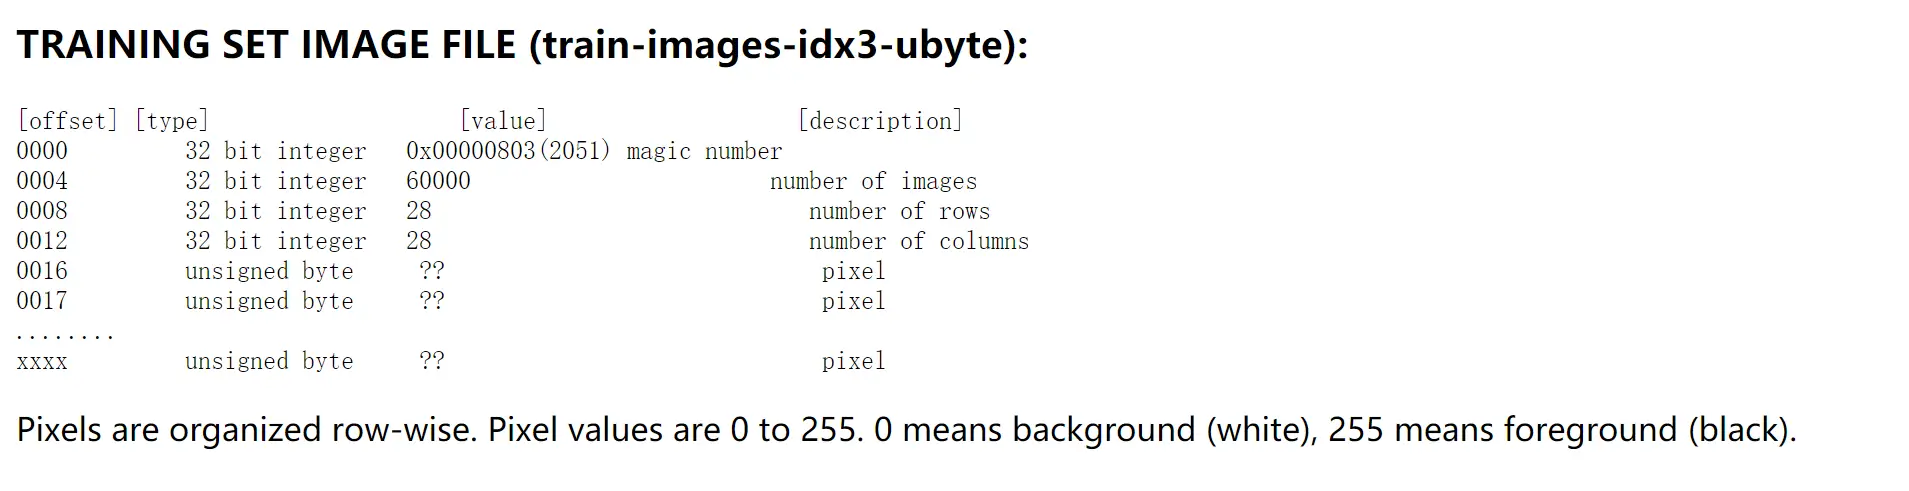 TRAINING SET IMAGE FILE (train-images-idx3-ubyte):
[offset] [type] [value] [description]
0000 32 bit integer 0x00000803(2051) magic number
0004 32 bit integer 60000 number of images
0008 32 bit integer 28 number of rows
0012 32 bit integer 28 number of columns
0016 unsigned byte ?? pixel
0017 unsigned byte ?? pixel
........
xxxx unsigned byte ?? pixel
Pixels are organized row-wise. Pixel values are 0 to 255. 0 means background (white), 255 means foreground (black).